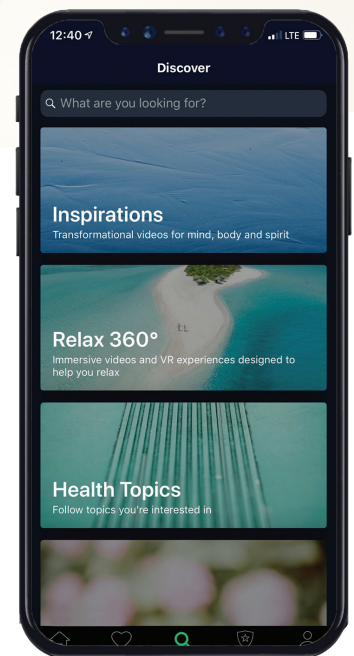 12:40
LTE
Discover
What are you looking for?
Inspirations
Transformational videos for mind, body and spirit
Relax 360°
Immersive videos and VR experiences designed to
help you relax
Health Topics
Follow topics you're interested in